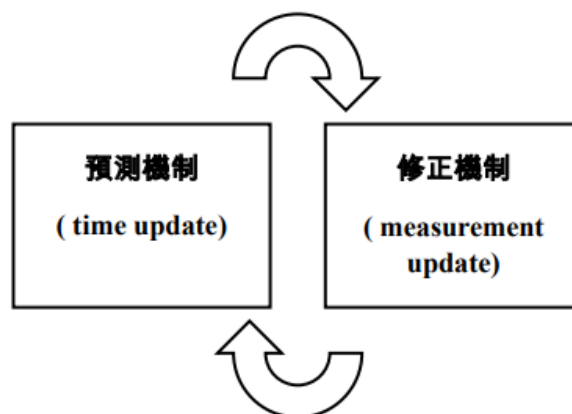 預測機制
( time update)
修正機制
( measurement
update)